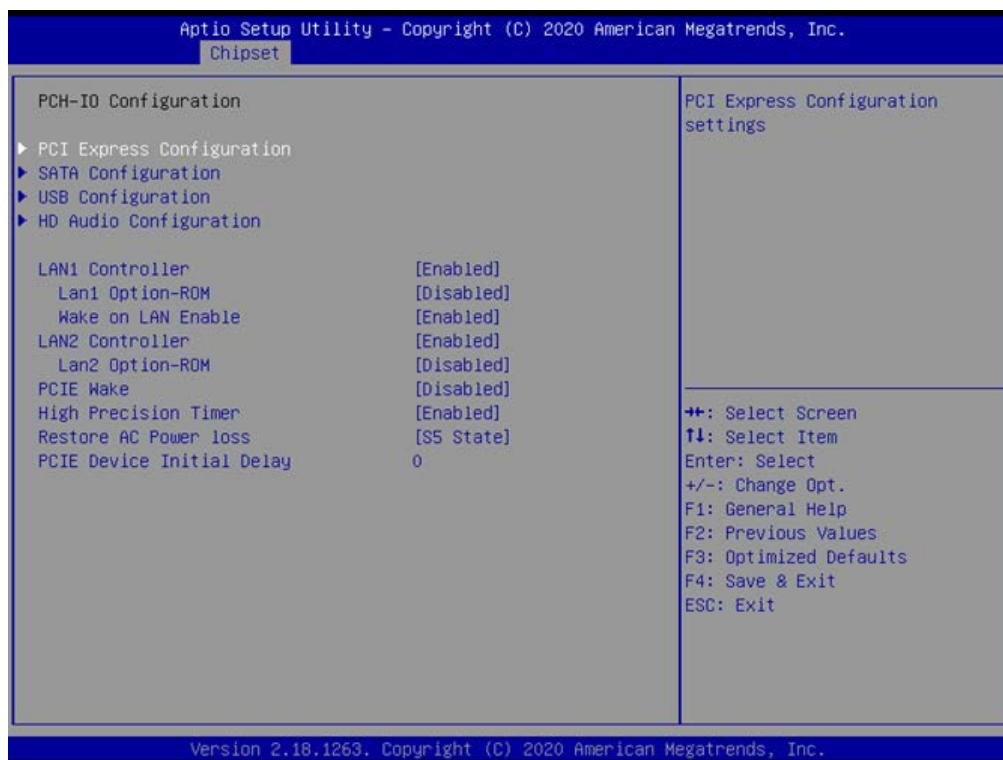 Aptio Setup Utility – Copyright (C) 2020 American Megatrends, Inc.
Chipset
PCH-IO Configuration
▶ PCI Express Configuration
▶ SATA Configuration
▶ USB Configuration
▶ HD Audio Configuration
LAN1 Controller [Enabled]
Lan1 Option-ROM [Disabled]
Wake on LAN Enable [Enabled]
LAN2 Controller [Enabled]
Lan2 Option-ROM [Disabled]
PCIE Wake [Disabled]
High Precision Timer [Enabled]
Restore AC Power loss [S5 State]
PCIE Device Initial Delay 0
PCI Express Configuration
settings
→←: Select Screen
↑↓: Select Item
Enter: Select
+/-: Change Opt.
F1: General Help
F2: Previous Values
F3: Optimized Defaults
F4: Save & Exit
ESC: Exit
Version 2.18.1263. Copyright (C) 2020 American Megatrends, Inc.